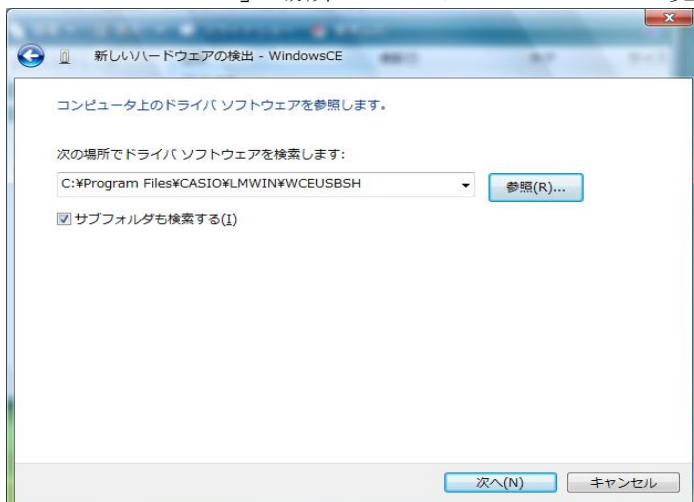 新しいハードウェアの検出 - WindowsCE
コンピュータ上のドライバ ソフトウェアを参照します。
次の場所でドライバ ソフトウェアを検索します:
C:¥Program Files¥CASIO¥LMWIN¥WCEUSBSH
参照(R)...
サブフォルダも検索する(I)
次へ(N)
キャンセル